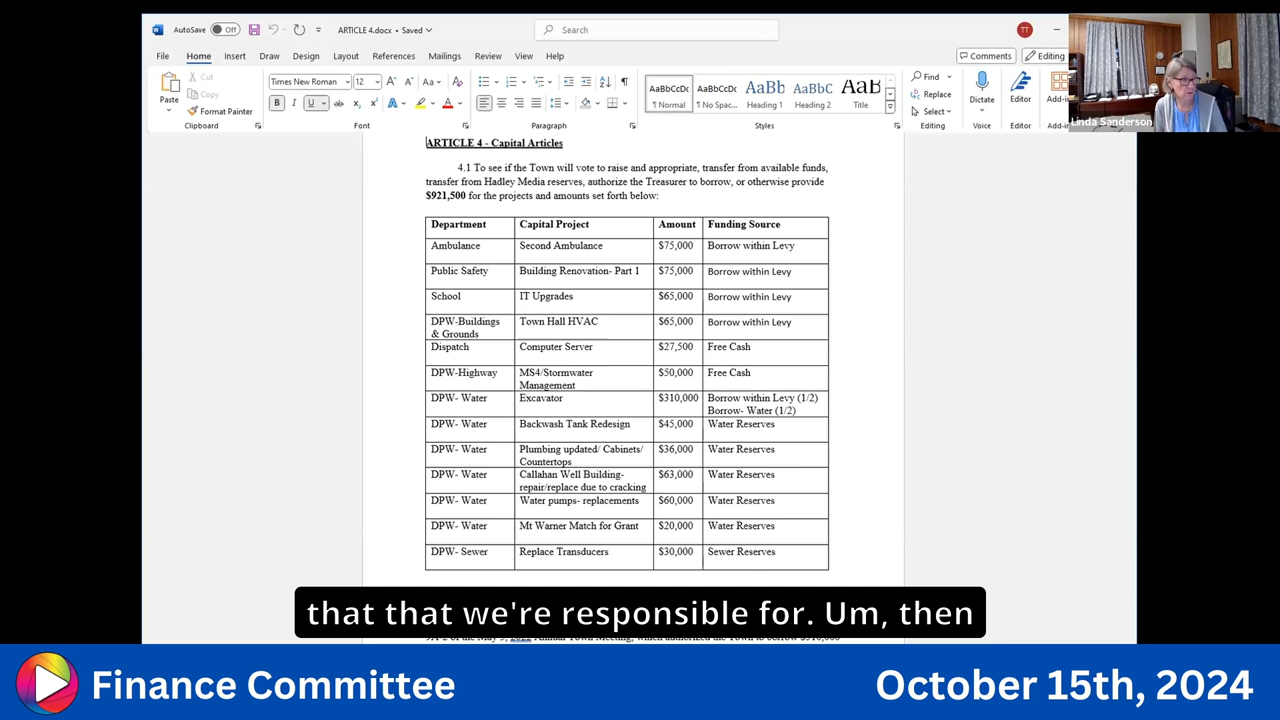 AutoSave Off ARTICLE 4.docx • Saved Search TT
File Home Insert Draw Design Layout References Mailings Review View Help Comments Editing
Paste Cut Copy Format Painter
Times New Roman 12 A A Aa A
B I U ab x₂ x² A A
AaBbCcDc AaBbCcDc AaBbC AaBbC AaB
¶ Normal ¶ No Spac... Heading 1 Heading 2 Title
Find Replace Select Dictate Editor Add-in
Clipboard Font Paragraph Styles Editing Voice Editor Add-in
Linda Sanderson
ARTICLE 4 - Capital Articles
4.1 To see if the Town will vote to raise and appropriate, transfer from available funds,
transfer from Hadley Media reserves, authorize the Treasurer to borrow, or otherwise provide
$921,500 for the projects and amounts set forth below:
Department Capital Project Amount Funding Source
Ambulance Second Ambulance $75,000 Borrow within Levy
Public Safety Building Renovation- Part 1 $75,000 Borrow within Levy
School IT Upgrades $65,000 Borrow within Levy
DPW-Buildings & Grounds Town Hall HVAC $65,000 Borrow within Levy
Dispatch Computer Server $27,500 Free Cash
DPW-Highway MS4/Stormwater Management $50,000 Free Cash
DPW- Water Excavator $310,000 Borrow within Levy (1/2) Borrow- Water (1/2)
DPW- Water Backwash Tank Redesign $45,000 Water Reserves
DPW- Water Plumbing updated/ Cabinets/ Countertops $36,000 Water Reserves
DPW- Water Callahan Well Building- repair/replace due to cracking $63,000 Water Reserves
DPW- Water Water pumps- replacements $60,000 Water Reserves
DPW- Water Mt Warner Match for Grant $20,000 Water Reserves
DPW- Sewer Replace Transducers $30,000 Sewer Reserves
that that we're responsible for. Um, then
Finance Committee
October 15th, 2024